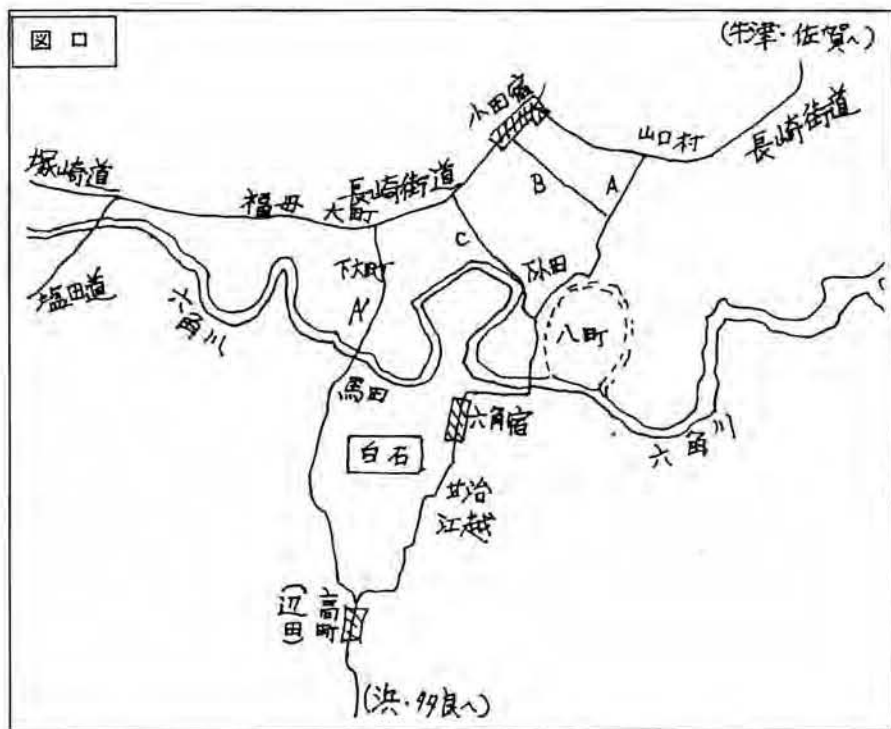 図 ロ
(牛津・佐賀へ)
小田宿
山口村
長崎街道
塚崎道
福母
大町
長崎街道
B
A
C
下大町
下小田
塩田道
六角川
A'
八町
馬田
六角宿
六角川
白石
廿治
江越
高町
(辺田)
(浜・多良へ)